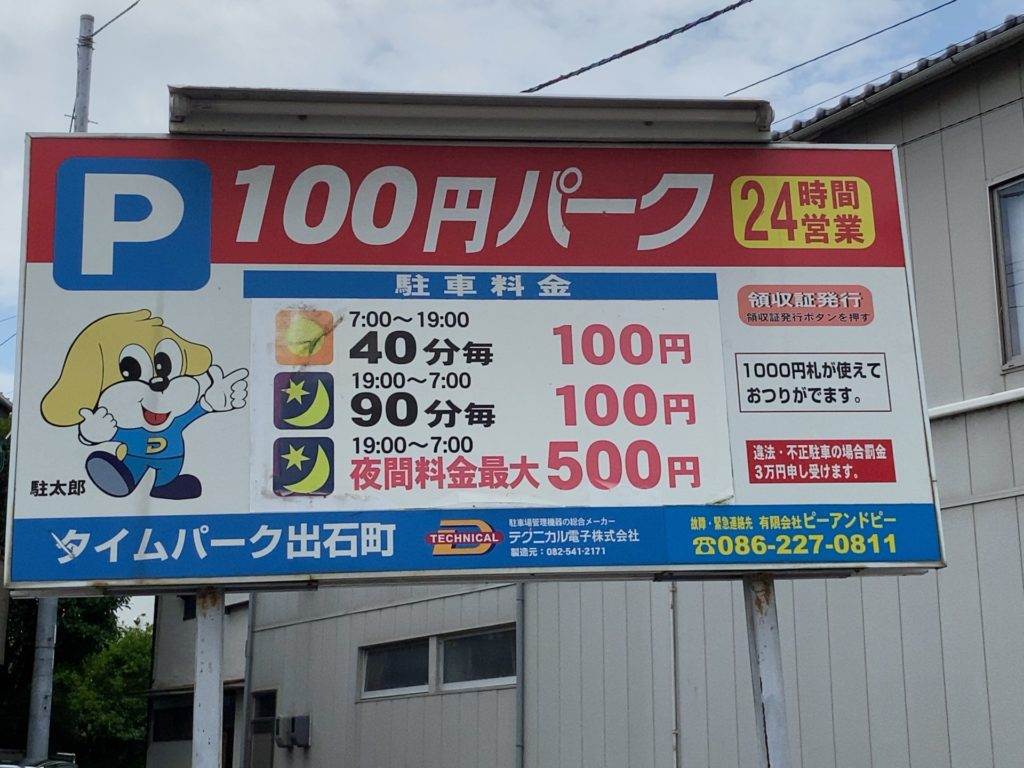 P 100円パーク 24時間営業
駐車料金
7:00〜19:00
40分毎 100円
19:00〜7:00
90分毎 100円
19:00〜7:00
夜間料金最大500円
領収証発行
領収証発行ボタンを押す
1000円札が使えて
おつりがでます。
違法・不正駐車の場合罰金
3万円申し受けます。
D
駐太郎
タイムパーク出石町
TECHNICAL
駐車場管理機器の総合メーカー
テクニカル電子株式会社
製造元:082-541-2171
故障・緊急連絡先 有限会社ピーアンドピー
☎086-227-0811